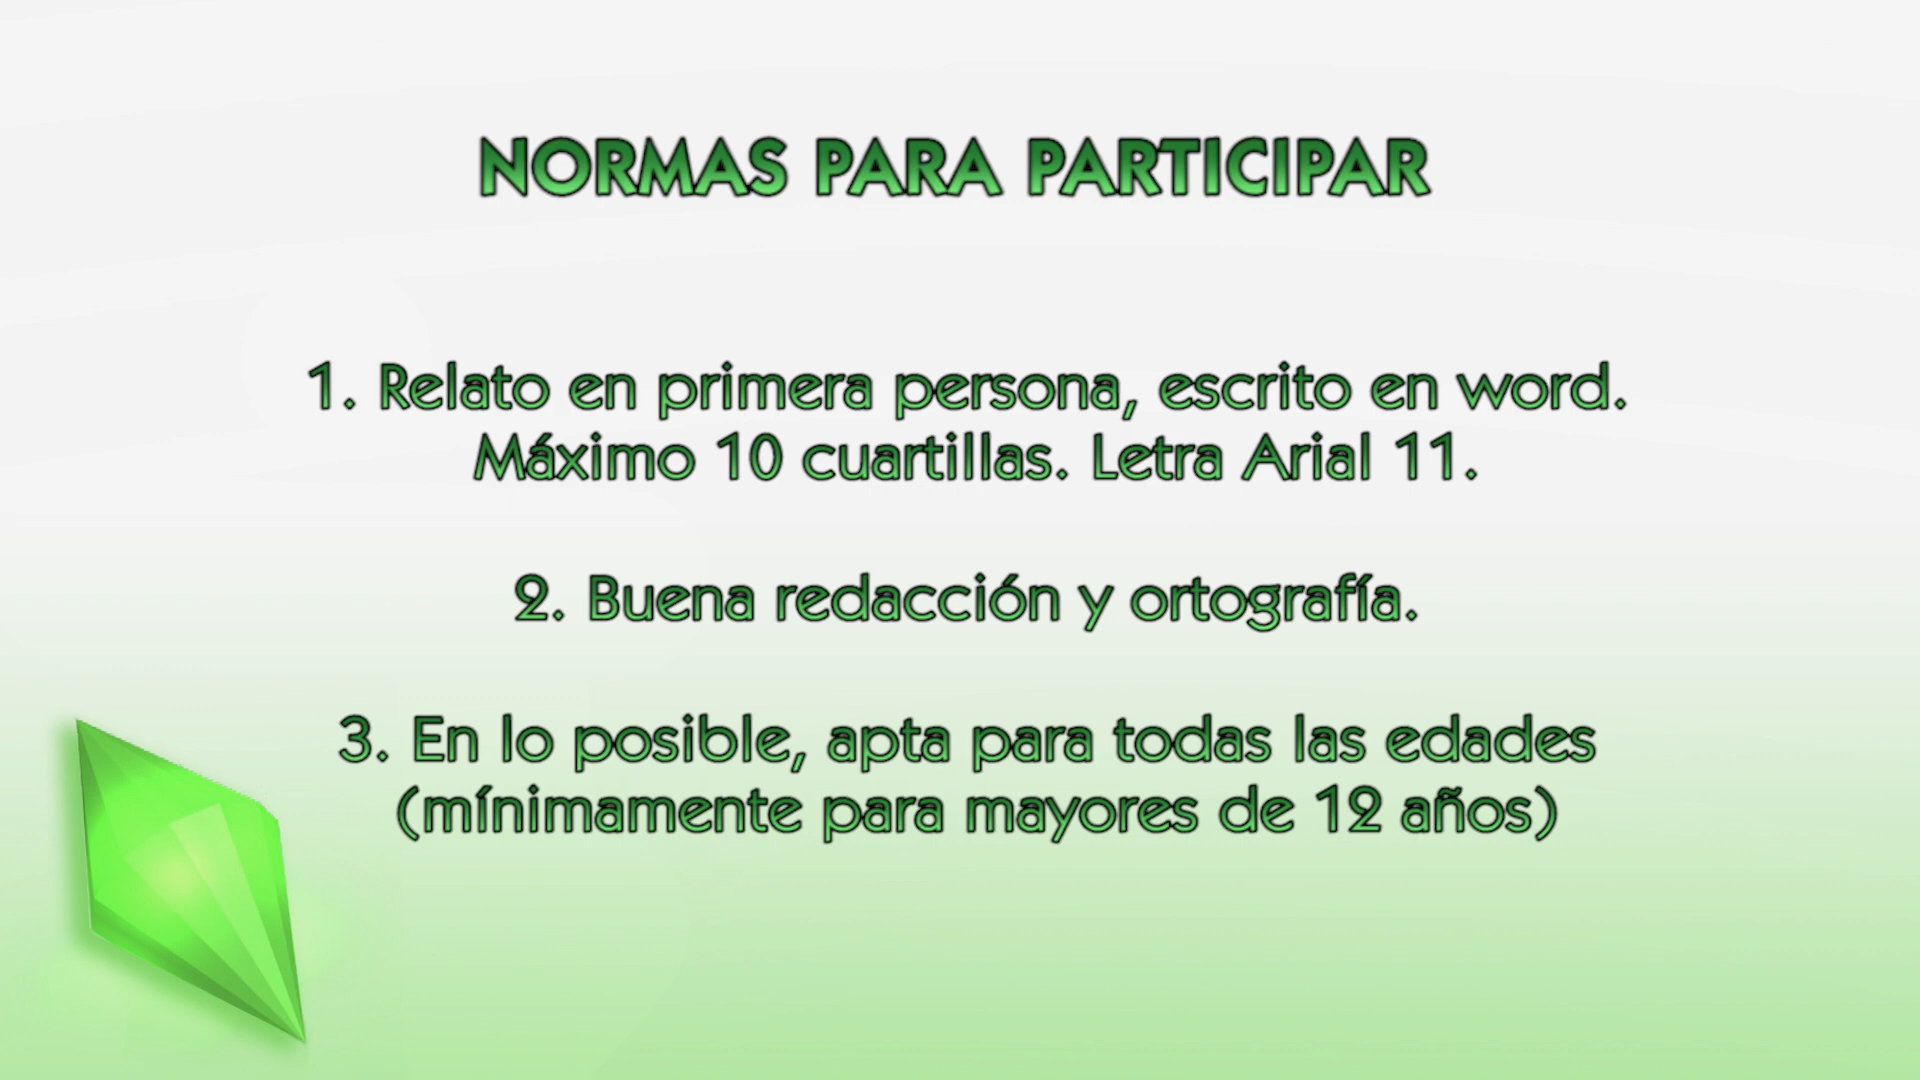 NORMAS PARA PARTICIPAR
1. Relato en primera persona, escrito en word.
Máximo 10 cuartillas. Letra Arial 11.
2. Buena redacción y ortografía.
3. En lo posible, apta para todas las edades
(mínimamente para mayores de 12 años)